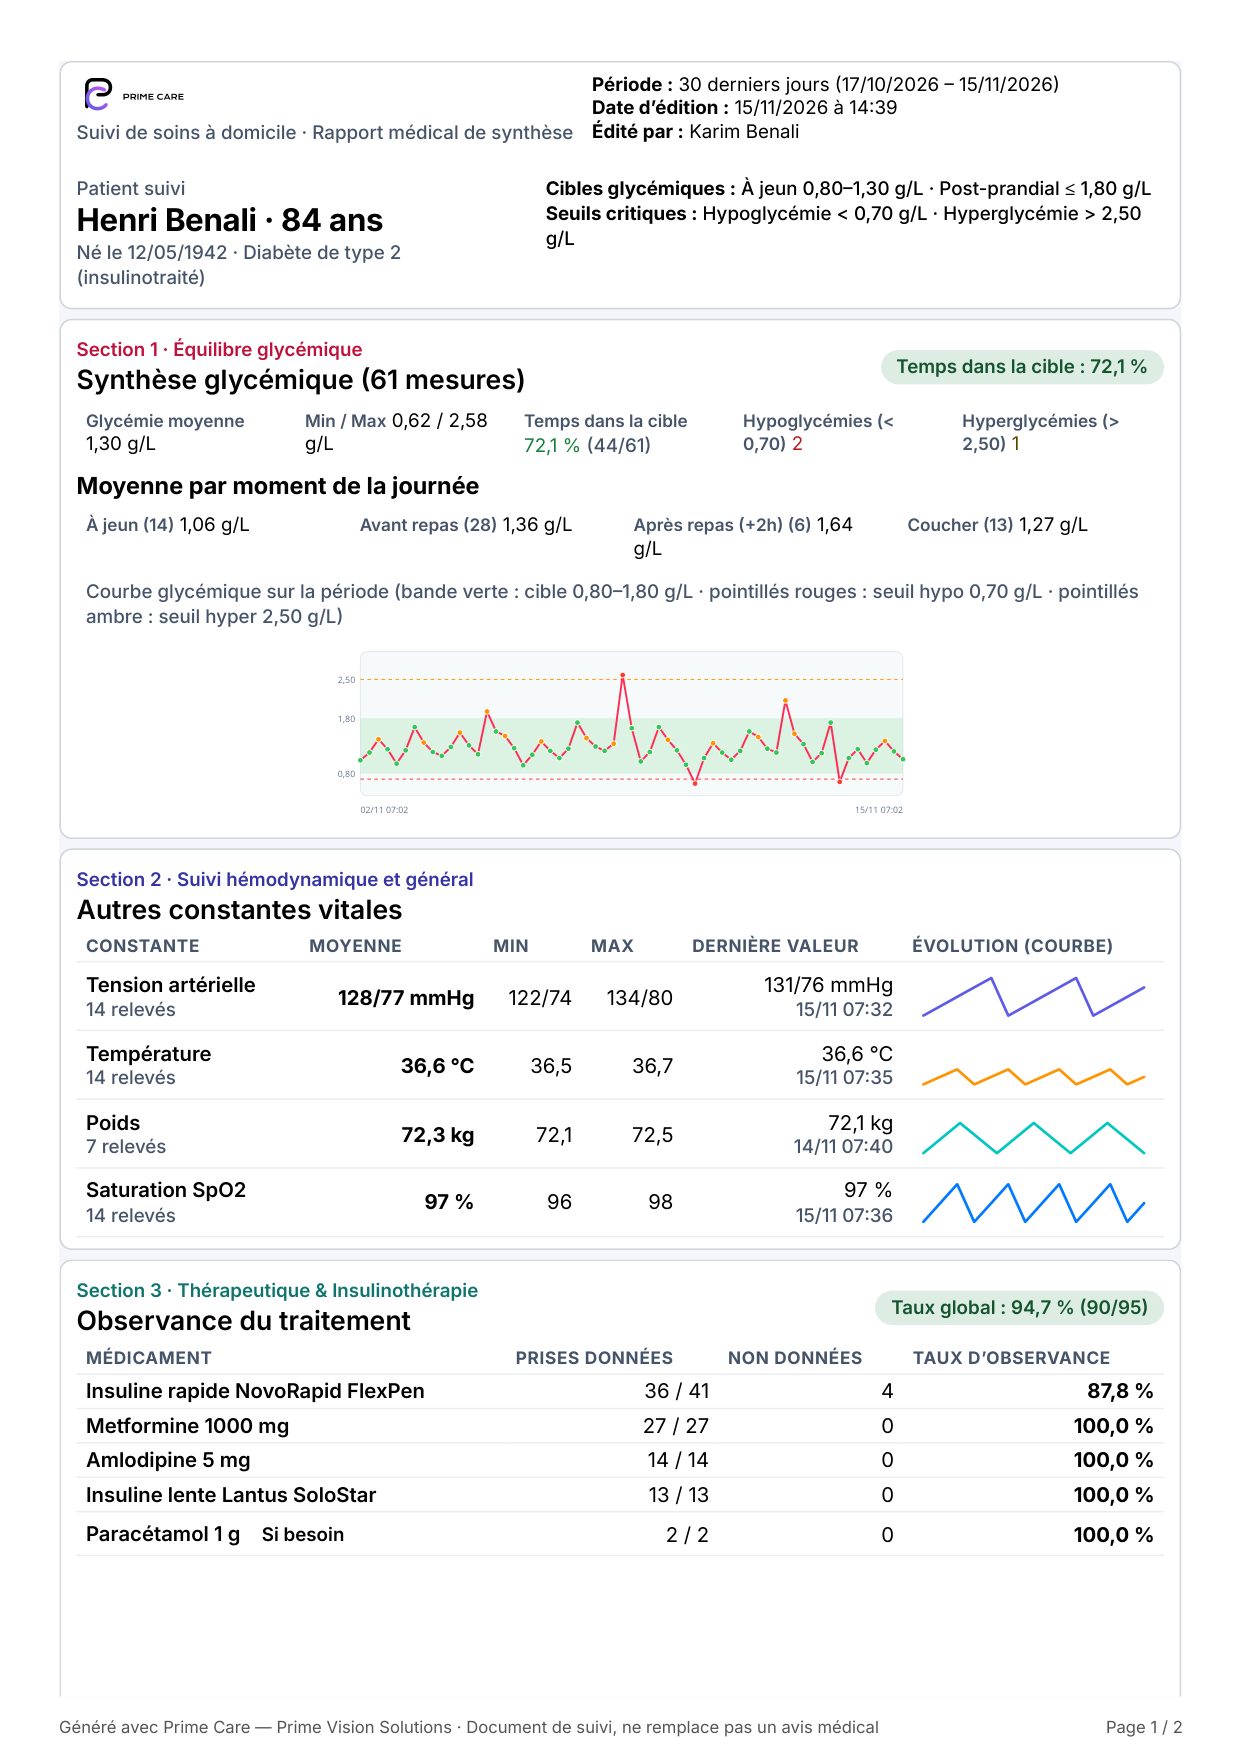 PRIME CARE
Suivi de soins à domicile · Rapport médical de synthèse
Période : 30 derniers jours (17/10/2026 – 15/11/2026)
Date d’édition : 15/11/2026 à 14:39
Édité par : Karim Benali
Patient suivi
Henri Benali · 84 ans
Né le 12/05/1942 · Diabète de type 2
(insulinotraité)
Cibles glycémiques : À jeun 0,80–1,30 g/L · Post-prandial ≤ 1,80 g/L
Seuils critiques : Hypoglycémie < 0,70 g/L · Hyperglycémie > 2,50
g/L
Section 1 · Équilibre glycémique
Synthèse glycémique (61 mesures)
Temps dans la cible : 72,1 %
Glycémie moyenne
1,30 g/L
Min / Max 0,62 / 2,58
g/L
Temps dans la cible
72,1 % (44/61)
Hypoglycémies (<
0,70) 2
Hyperglycémies (>
2,50) 1
Moyenne par moment de la journée
À jeun (14) 1,06 g/L
Avant repas (28) 1,36 g/L
Après repas (+2h) (6) 1,64
g/L
Coucher (13) 1,27 g/L
Courbe glycémique sur la période (bande verte : cible 0,80–1,80 g/L · pointillés rouges : seuil hypo 0,70 g/L · pointillés
ambre : seuil hyper 2,50 g/L)
2,50
1,80
0,80
02/11 07:02
15/11 07:02
Section 2 · Suivi hémodynamique et général
Autres constantes vitales
CONSTANTE MOYENNE MIN MAX DERNIÈRE VALEUR ÉVOLUTION (COURBE)
Tension artérielle
14 relevés
128/77 mmHg 122/74 134/80
131/76 mmHg
15/11 07:32
Température
14 relevés
36,6 °C 36,5 36,7
36,6 °C
15/11 07:35
Poids
7 relevés
72,3 kg 72,1 72,5
72,1 kg
14/11 07:40
Saturation SpO2
14 relevés
97 % 96 98
97 %
15/11 07:36
Section 3 · Thérapeutique & Insulinothérapie
Observance du traitement
Taux global : 94,7 % (90/95)
MÉDICAMENT PRISES DONNÉES NON DONNÉES TAUX D’OBSERVANCE
Insuline rapide NovoRapid FlexPen 36 / 41 4 87,8 %
Metformine 1000 mg 27 / 27 0 100,0 %
Amlodipine 5 mg 14 / 14 0 100,0 %
Insuline lente Lantus SoloStar 13 / 13 0 100,0 %
Paracétamol 1 g Si besoin 2 / 2 0 100,0 %
Généré avec Prime Care — Prime Vision Solutions · Document de suivi, ne remplace pas un avis médical
Page 1 / 2